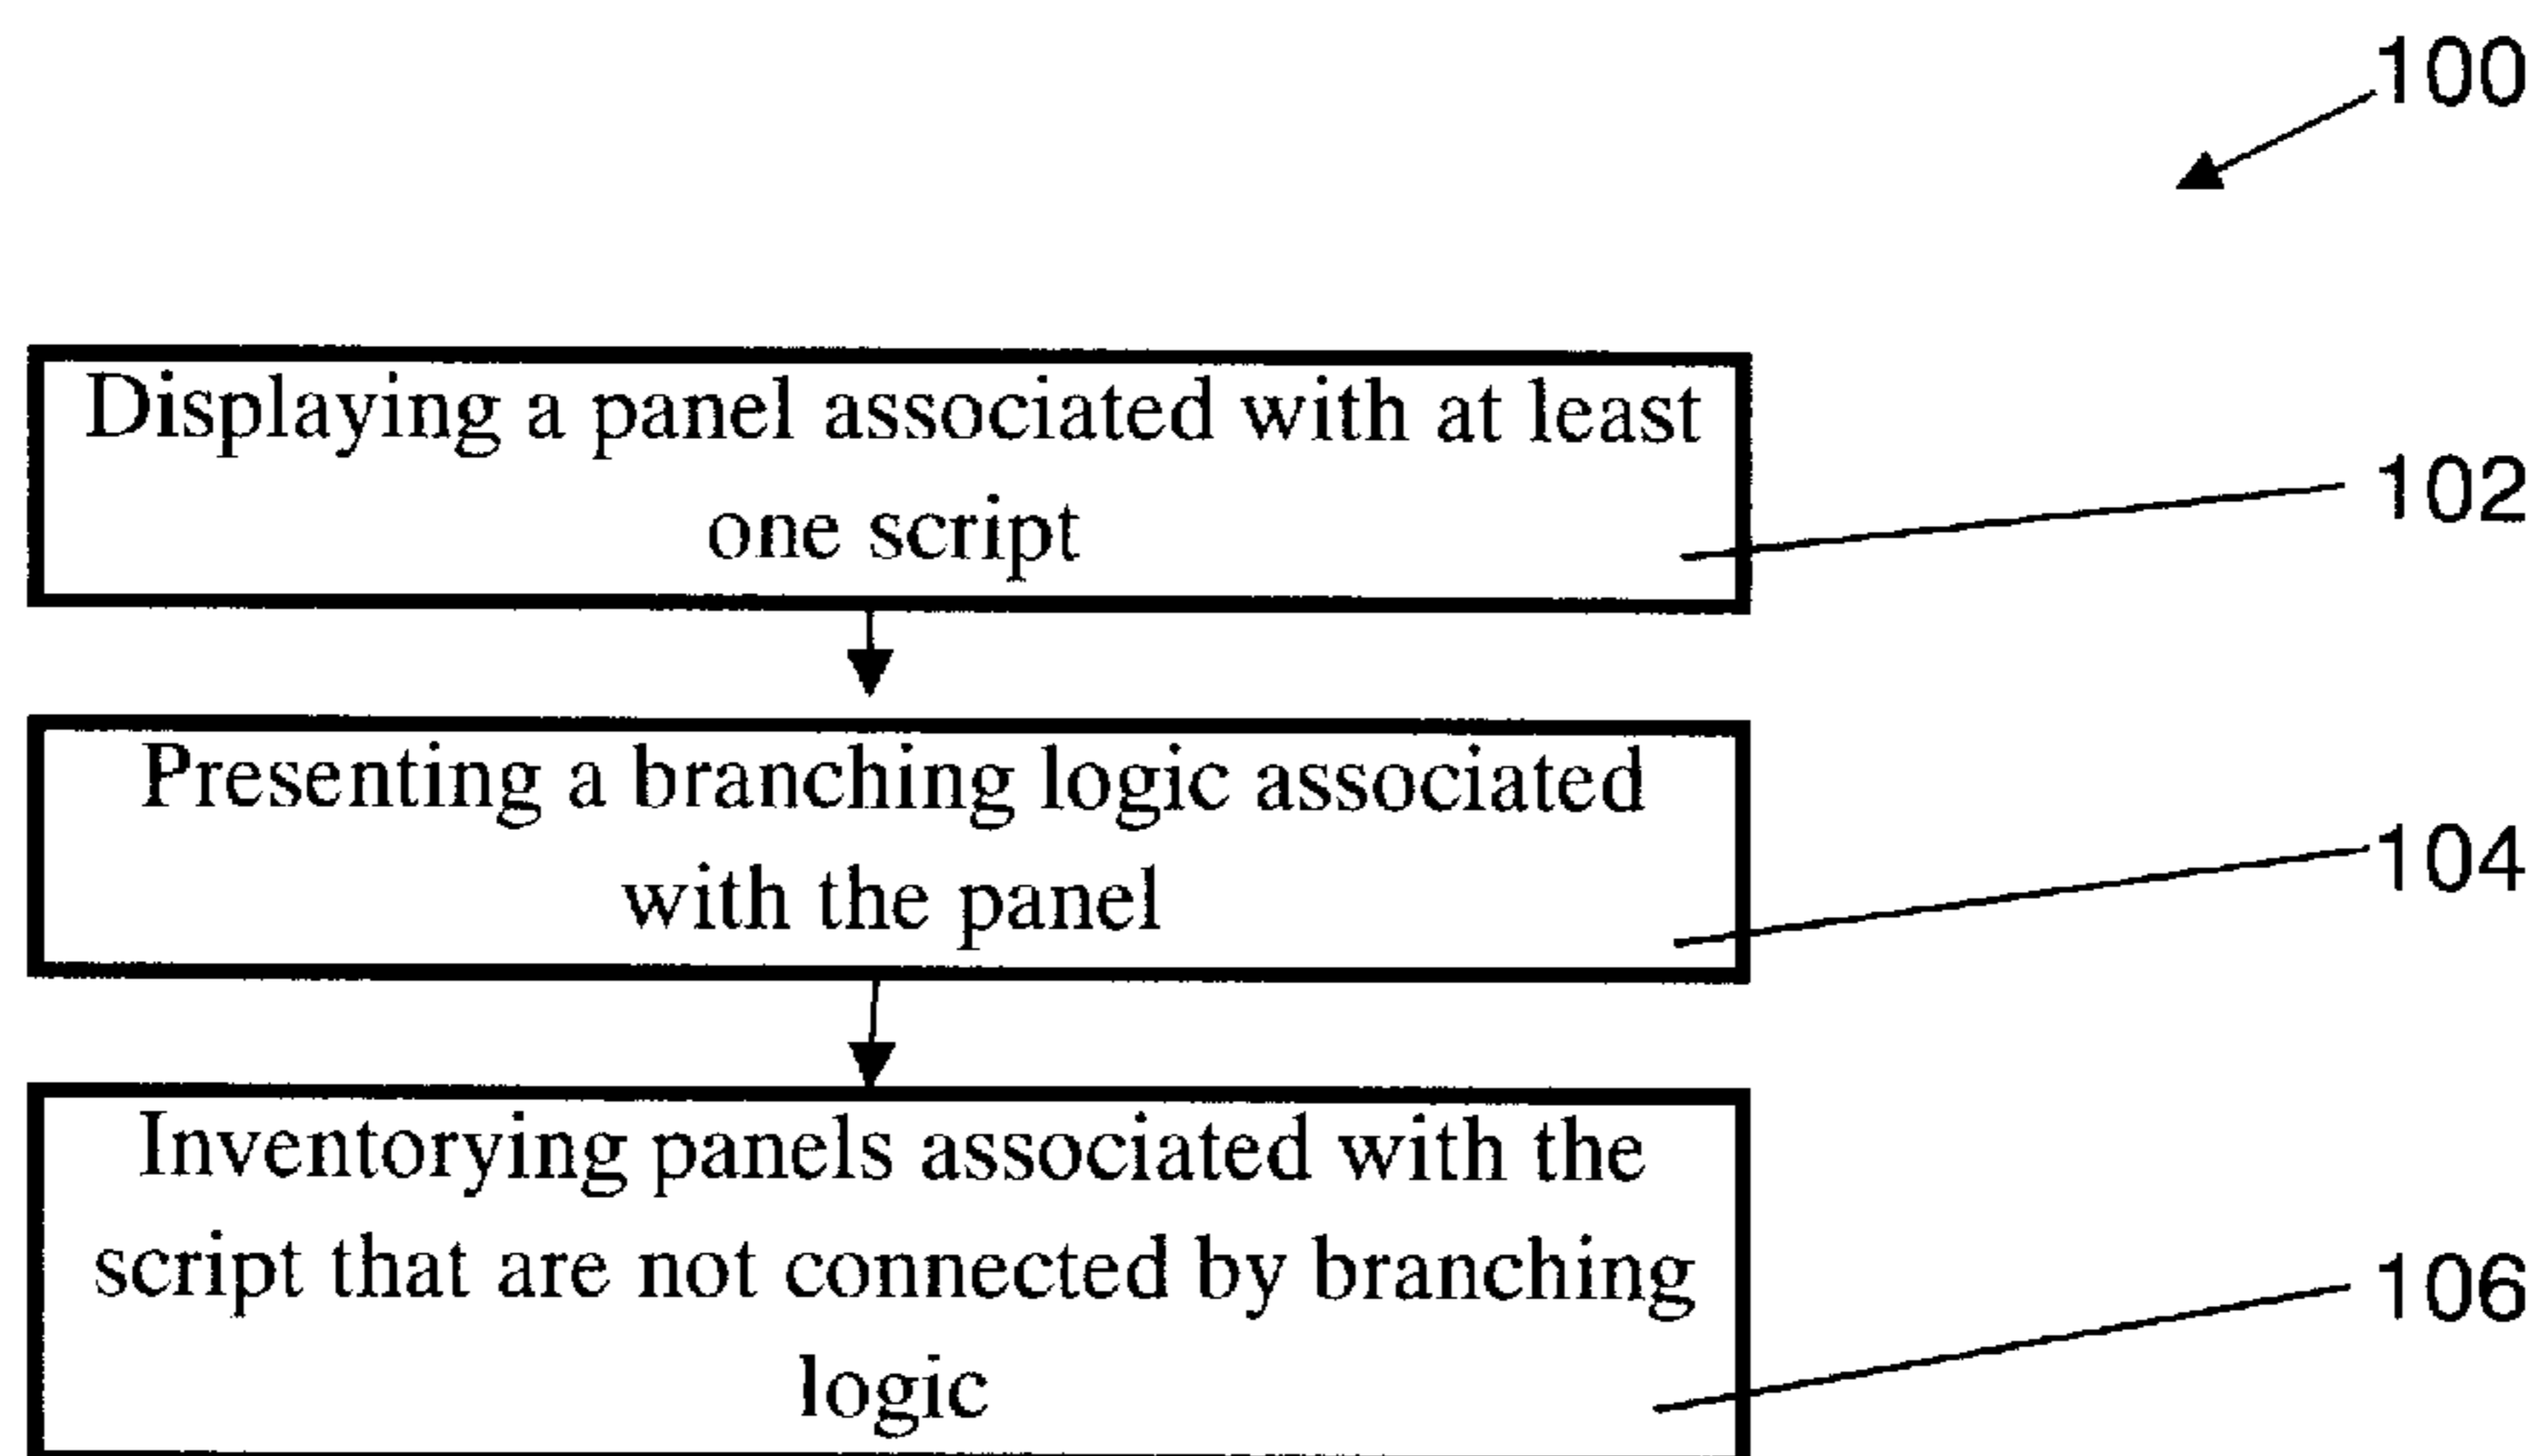 100
Displaying a panel associated with at least
one script
102
Presenting a branching logic associated
with the panel
104
Inventorying panels associated with the
script that are not connected by branching
logic
106